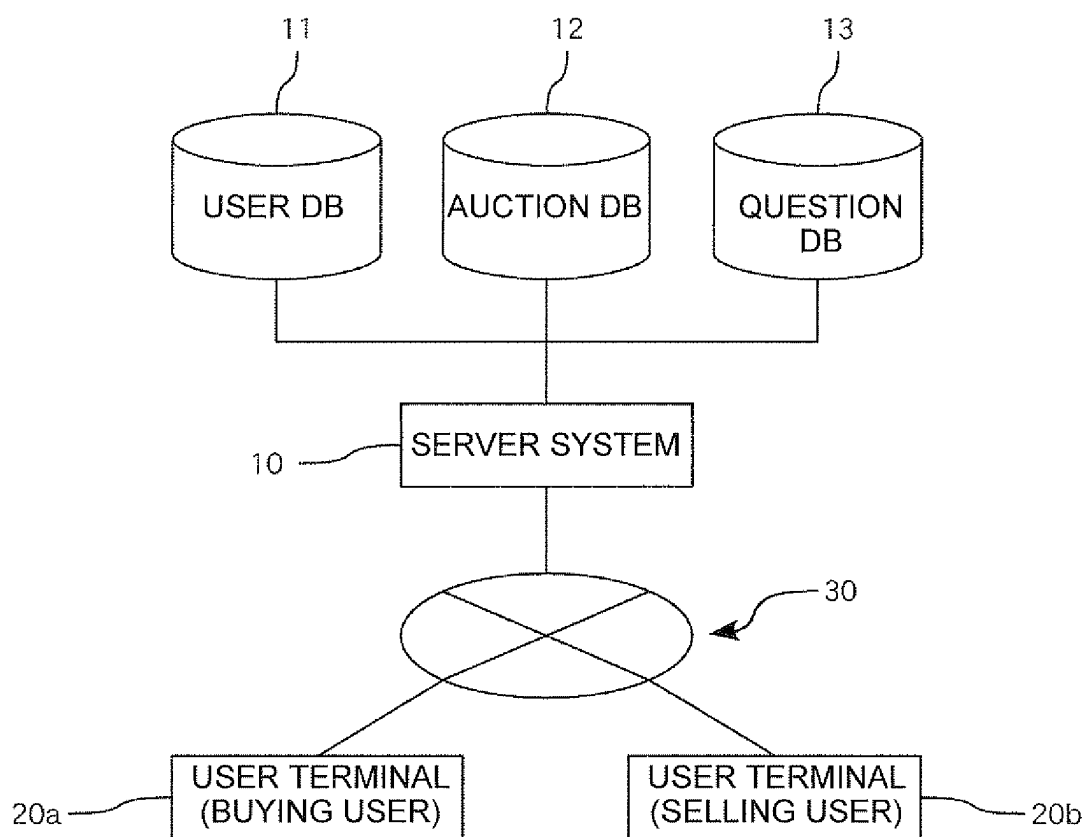 11
12
13
USER DB
AUCTION DB
QUESTION
DB
SERVER SYSTEM
10
30
USER TERMINAL
(BUYING USER)
20a
USER TERMINAL
(SELLING USER)
20b